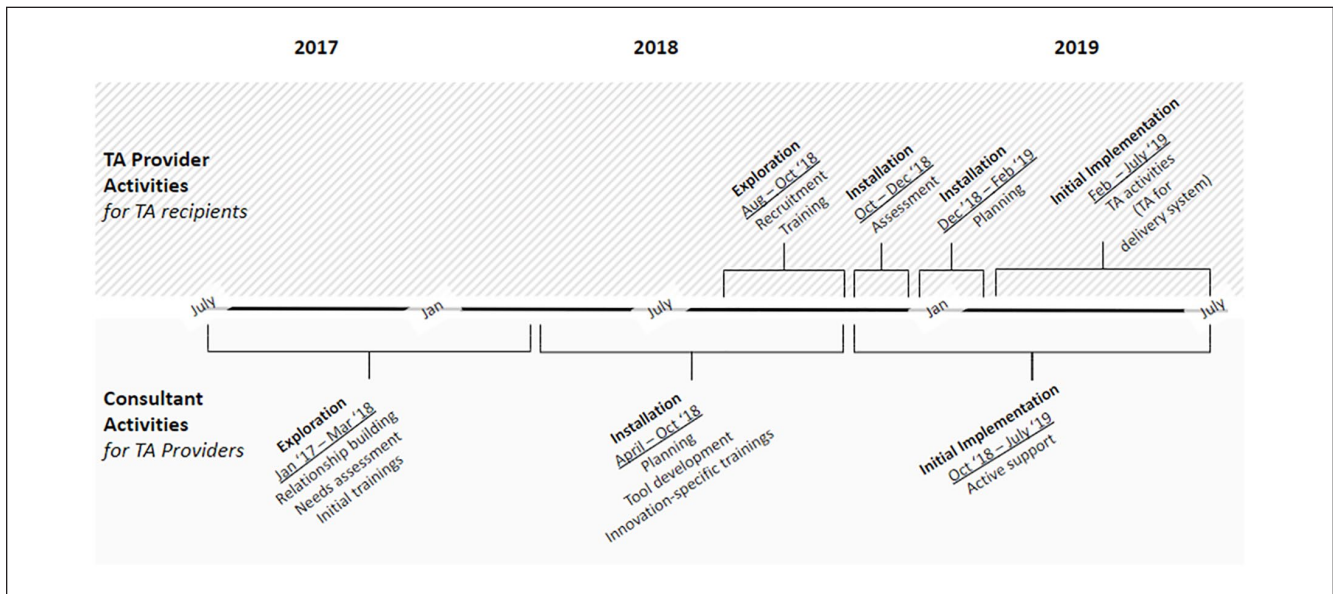 2017
2018
2019
TA Provider
Activities
for TA recipients
Exploration
Aug – Oct ‘18
Recruitment
Training
Installation
Oct – Dec ‘18
Assessment
Installation
Dec ‘18 – Feb ‘19
Planning
Initial Implementation
Feb – July ‘19
TA activities
(TA for
delivery system)
July
Jan
July
Jan
July
Consultant
Activities
for TA Providers
Exploration
Jan ‘17 – Mar ‘18
Relationship building
Needs assessment
Initial trainings
Installation
April – Oct ‘18
Planning
Tool development
Innovation-specific trainings
Initial Implementation
Oct ‘18 – July ‘19
Active support